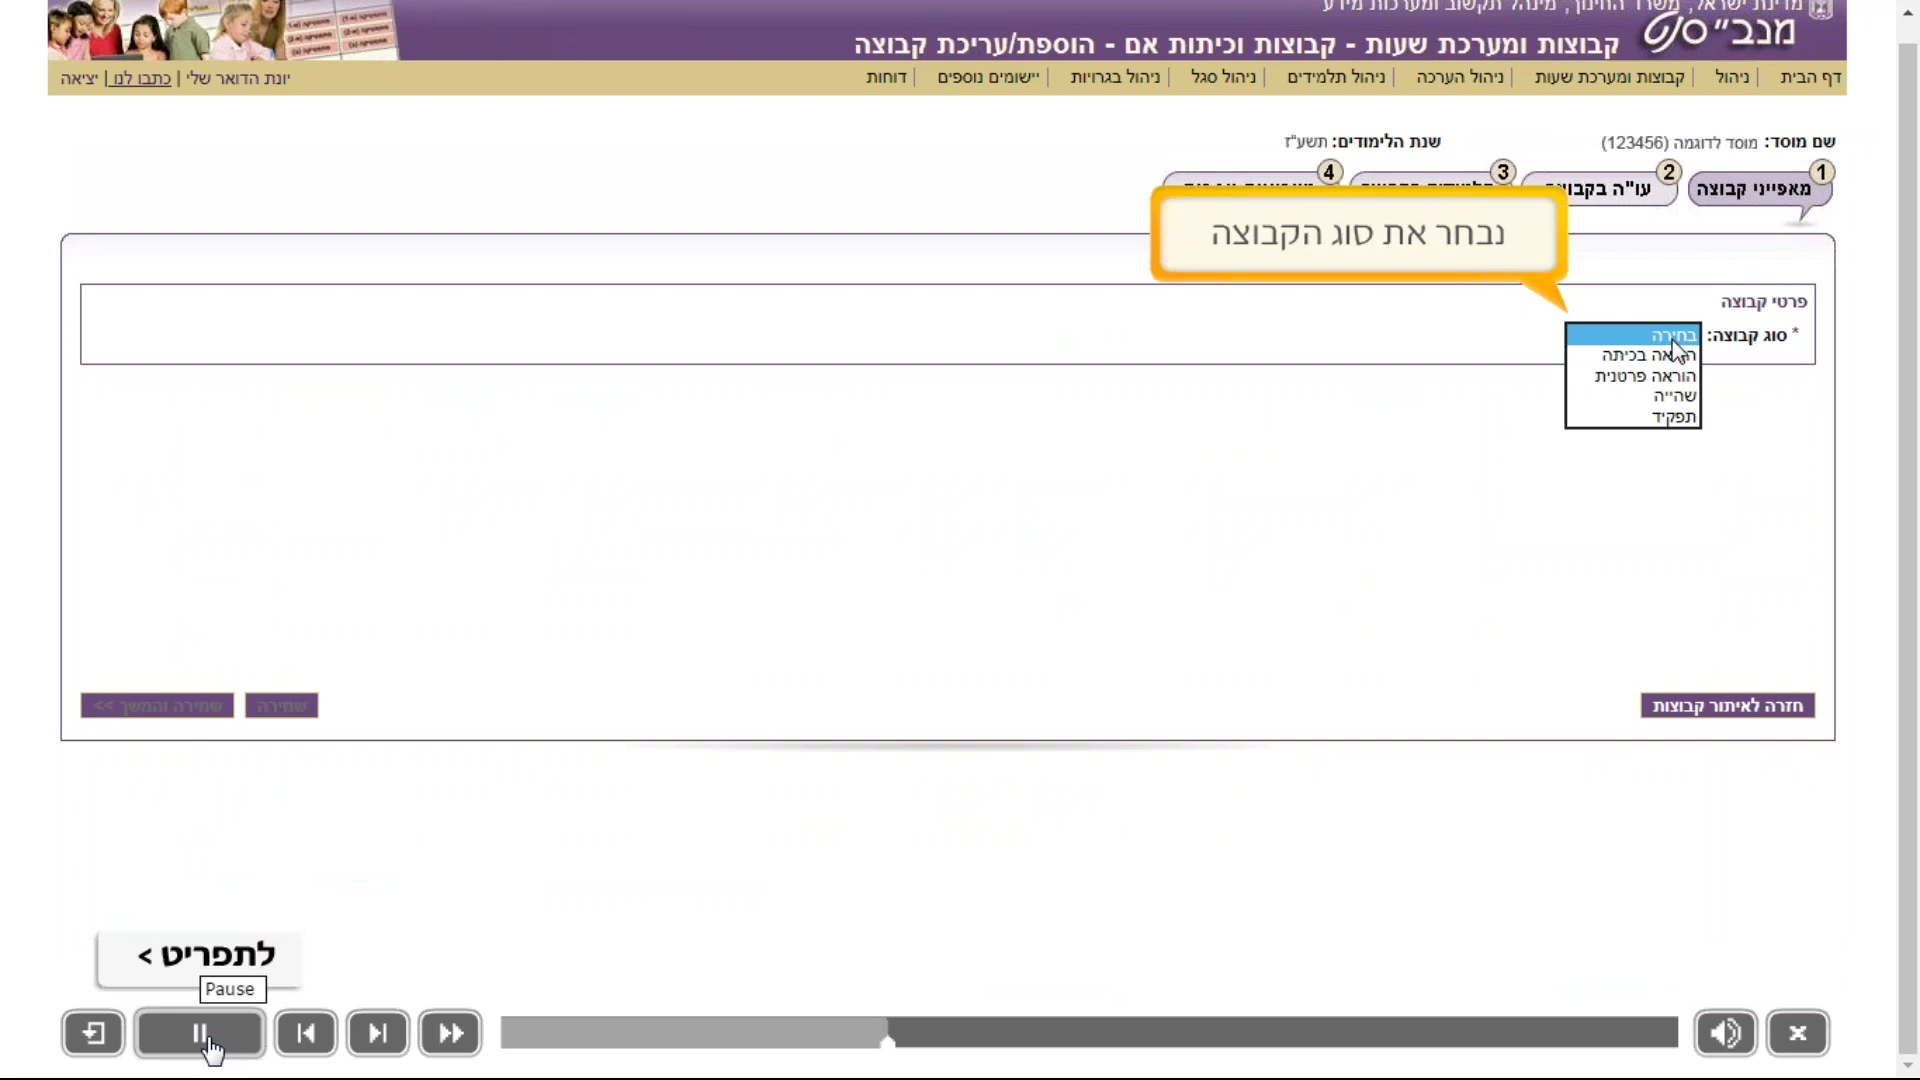 מדינת ישראל, משרד החינוך, מינהל תקשוב ומערכות מידע
מנב"סנט
קבוצות ומערכת שעות - קבוצות וכיתות אם - הוספת/עריכת קבוצה
דף הבית | ניהול | קבוצות ומערכת שעות | ניהול הערכה | ניהול תלמידים | ניהול סגל | ניהול בגרויות | יישומים נוספים | דוחות
יונת הדואר שלי | כתבו לנו | יציאה
שם מוסד: מוסד לדוגמה (123456)
שנת הלימודים: תשע"ז
1 מאפייני קבוצה
2 עו"ה בקבוצה
3
4
נבחר את סוג הקבוצה
פרטי קבוצה
* סוג קבוצה:
בחירה
הוראה בכיתה
הוראה פרטנית
שהייה
תפקיד
חזרה לאיתור קבוצות
שמירה
שמירה והמשך >>
לתפריט >
Pause